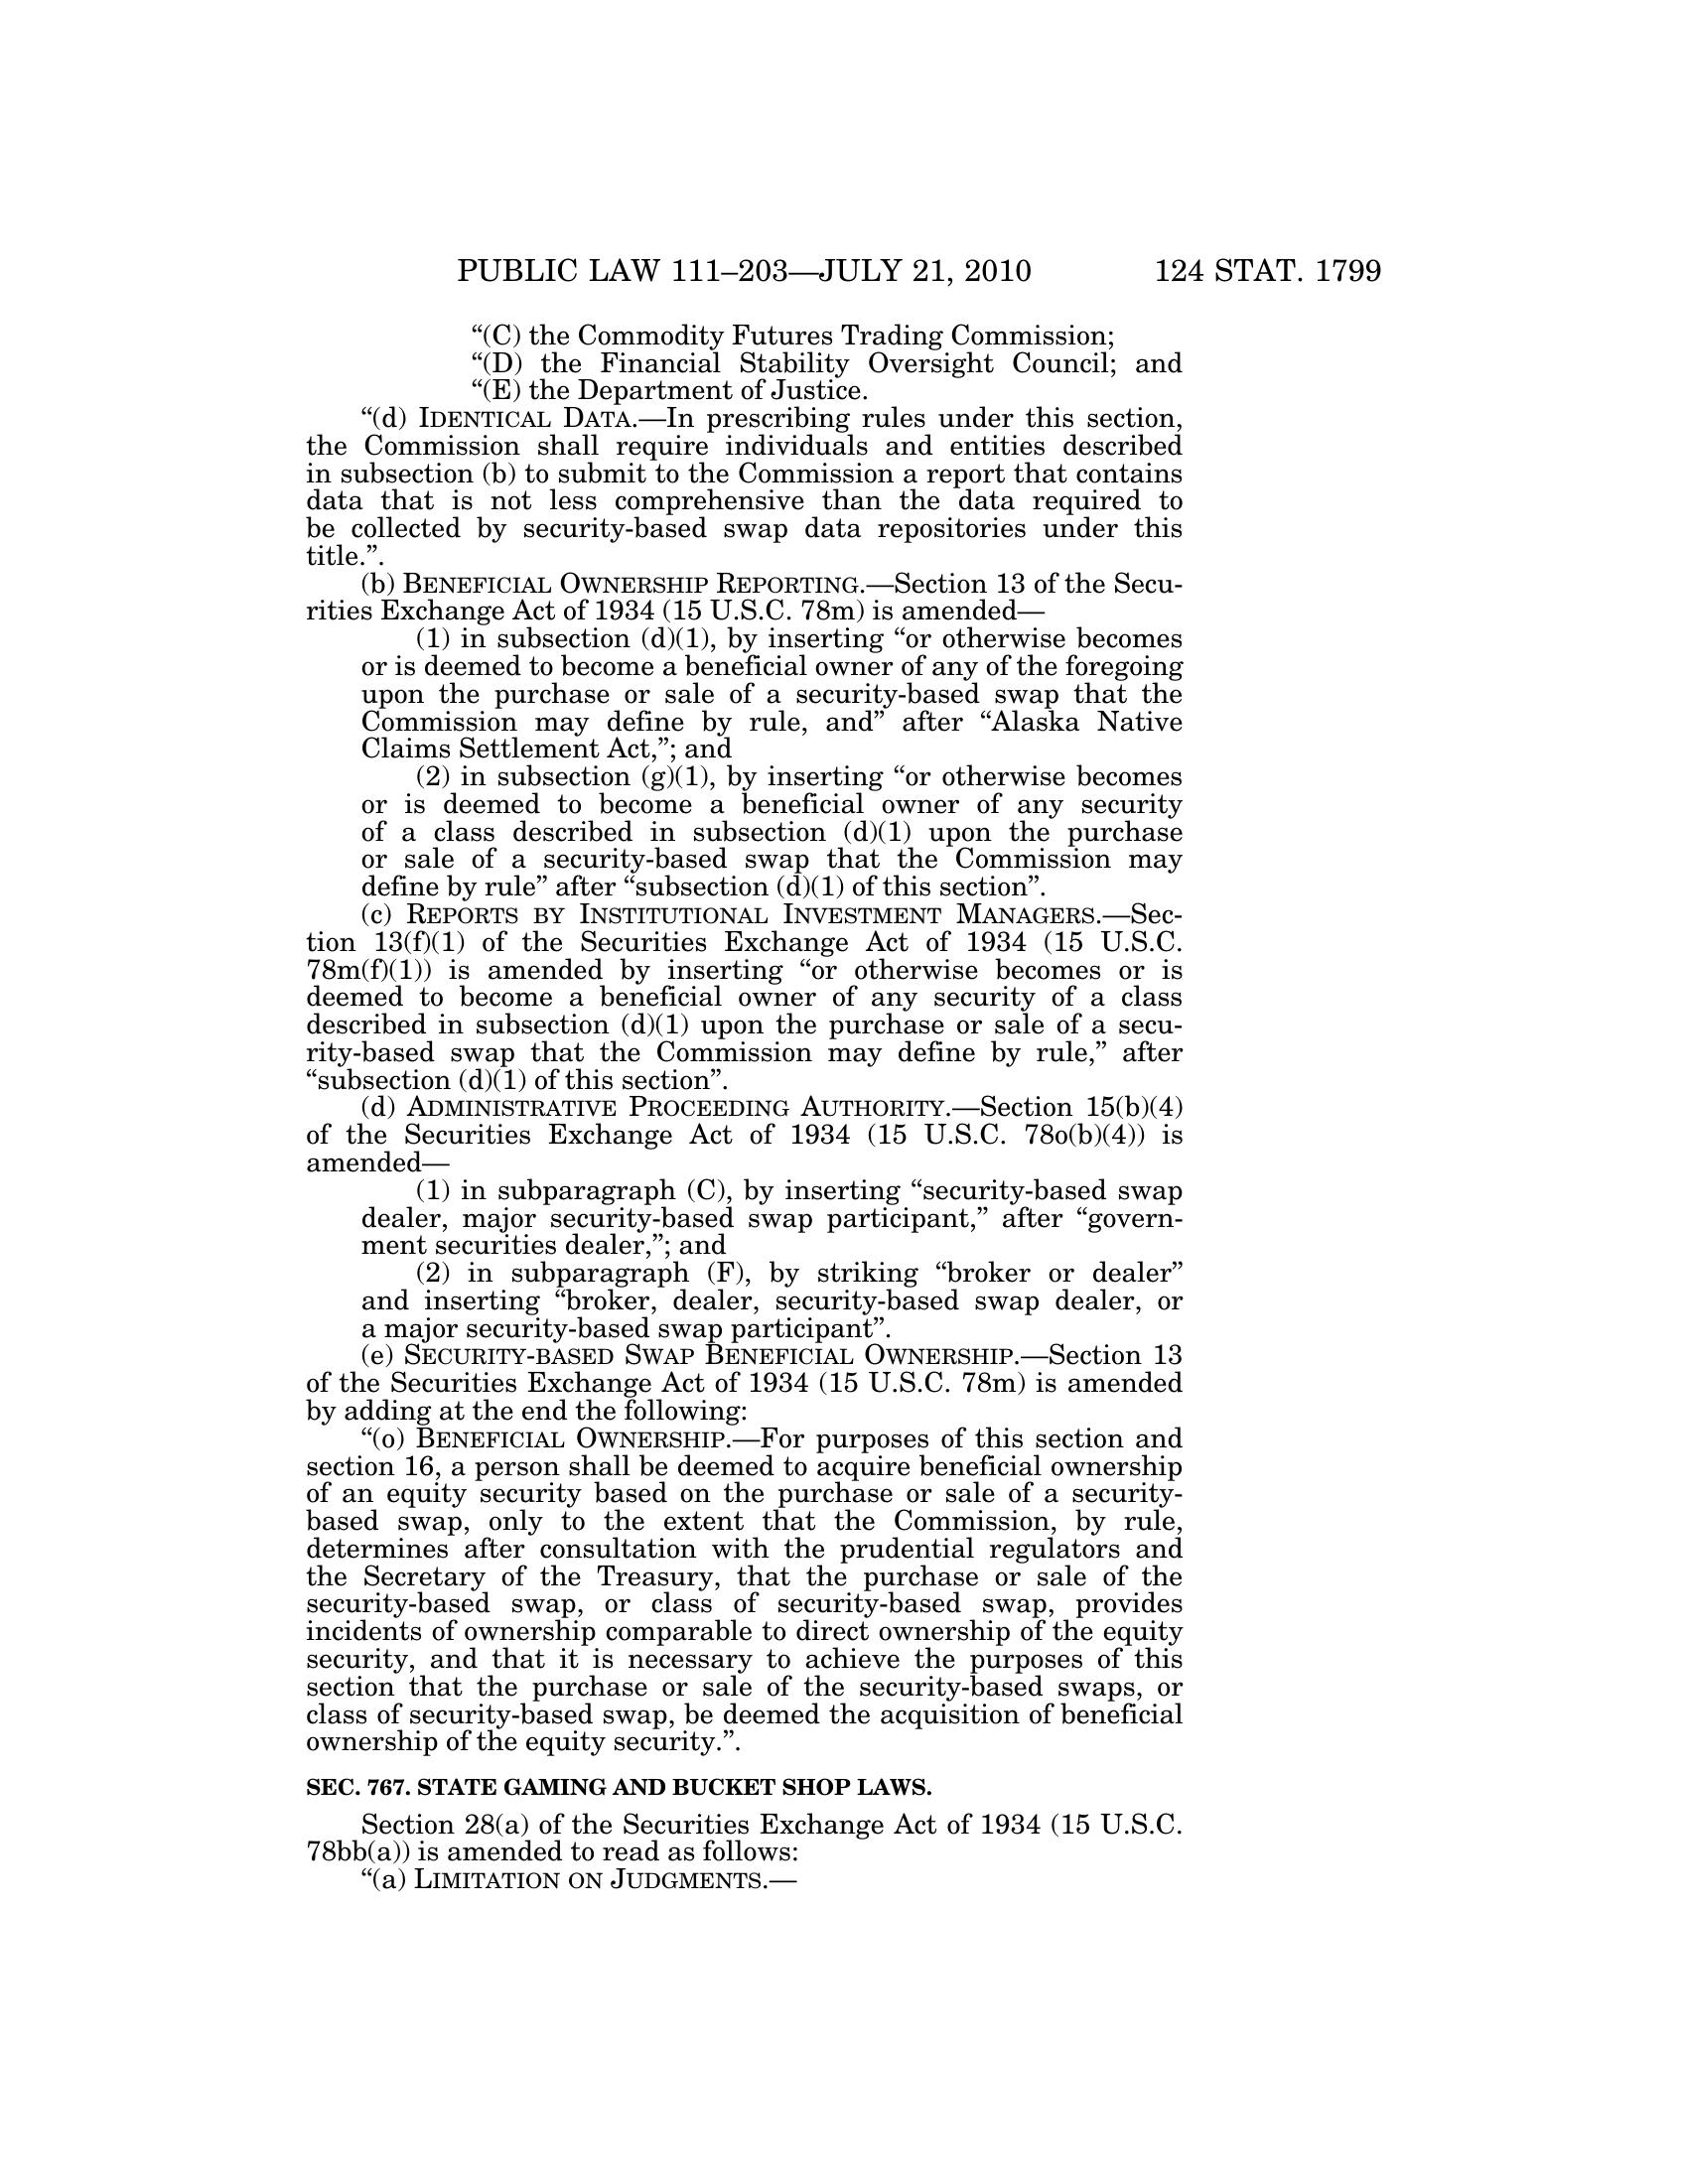 PUBLIC LAW 111–203—JULY 21, 2010 124 STAT. 1799
“(C) the Commodity Futures Trading Commission;
“(D) the Financial Stability Oversight Council; and
“(E) the Department of Justice.
“(d) IDENTICAL DATA.—In prescribing rules under this section,
the Commission shall require individuals and entities described
in subsection (b) to submit to the Commission a report that contains
data that is not less comprehensive than the data required to
be collected by security-based swap data repositories under this
title.”.
(b) BENEFICIAL OWNERSHIP REPORTING.—Section 13 of the Secu-
rities Exchange Act of 1934 (15 U.S.C. 78m) is amended—
(1) in subsection (d)(1), by inserting “or otherwise becomes
or is deemed to become a beneficial owner of any of the foregoing
upon the purchase or sale of a security-based swap that the
Commission may define by rule, and” after “Alaska Native
Claims Settlement Act,”; and
(2) in subsection (g)(1), by inserting “or otherwise becomes
or is deemed to become a beneficial owner of any security
of a class described in subsection (d)(1) upon the purchase
or sale of a security-based swap that the Commission may
define by rule” after “subsection (d)(1) of this section”.
(c) REPORTS BY INSTITUTIONAL INVESTMENT MANAGERS.—Sec-
tion 13(f)(1) of the Securities Exchange Act of 1934 (15 U.S.C.
78m(f)(1)) is amended by inserting “or otherwise becomes or is
deemed to become a beneficial owner of any security of a class
described in subsection (d)(1) upon the purchase or sale of a secu-
rity-based swap that the Commission may define by rule,” after
“subsection (d)(1) of this section”.
(d) ADMINISTRATIVE PROCEEDING AUTHORITY.—Section 15(b)(4)
of the Securities Exchange Act of 1934 (15 U.S.C. 78o(b)(4)) is
amended—
(1) in subparagraph (C), by inserting “security-based swap
dealer, major security-based swap participant,” after “govern-
ment securities dealer,”; and
(2) in subparagraph (F), by striking “broker or dealer”
and inserting “broker, dealer, security-based swap dealer, or
a major security-based swap participant”.
(e) SECURITY-BASED SWAP BENEFICIAL OWNERSHIP.—Section 13
of the Securities Exchange Act of 1934 (15 U.S.C. 78m) is amended
by adding at the end the following:
“(o) BENEFICIAL OWNERSHIP.—For purposes of this section and
section 16, a person shall be deemed to acquire beneficial ownership
of an equity security based on the purchase or sale of a security-
based swap, only to the extent that the Commission, by rule,
determines after consultation with the prudential regulators and
the Secretary of the Treasury, that the purchase or sale of the
security-based swap, or class of security-based swap, provides
incidents of ownership comparable to direct ownership of the equity
security, and that it is necessary to achieve the purposes of this
section that the purchase or sale of the security-based swaps, or
class of security-based swap, be deemed the acquisition of beneficial
ownership of the equity security.”.
SEC. 767. STATE GAMING AND BUCKET SHOP LAWS.
Section 28(a) of the Securities Exchange Act of 1934 (15 U.S.C.
78bb(a)) is amended to read as follows:
“(a) LIMITATION ON JUDGMENTS.—